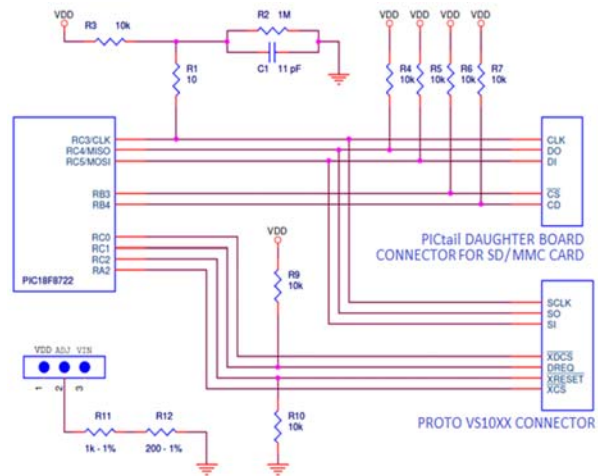 VDD
R3 10k
R2 1M
C1 11 pF
R1
10
VDD VDD VDD VDD
R4 R5 R6 R7
10k 10k 10k 10k
RC3/CLK
RC4/MISO
RC5/MOSI
RB3
RB4
RC0
RC1
RC2
RA2
PIC18F8722
CLK
DO
DI
CS
CD
PICtail DAUGHTER BOARD
CONNECTOR FOR SD/MMC CARD
VDD
R9
10k
SCLK
SO
SI
XDCS
DREQ
XRESET
XCS
PROTO VS10XX CONNECTOR
R10
10k
VDD ADJ VIN
1 2 3
R11 R12
1k - 1% 200 - 1%